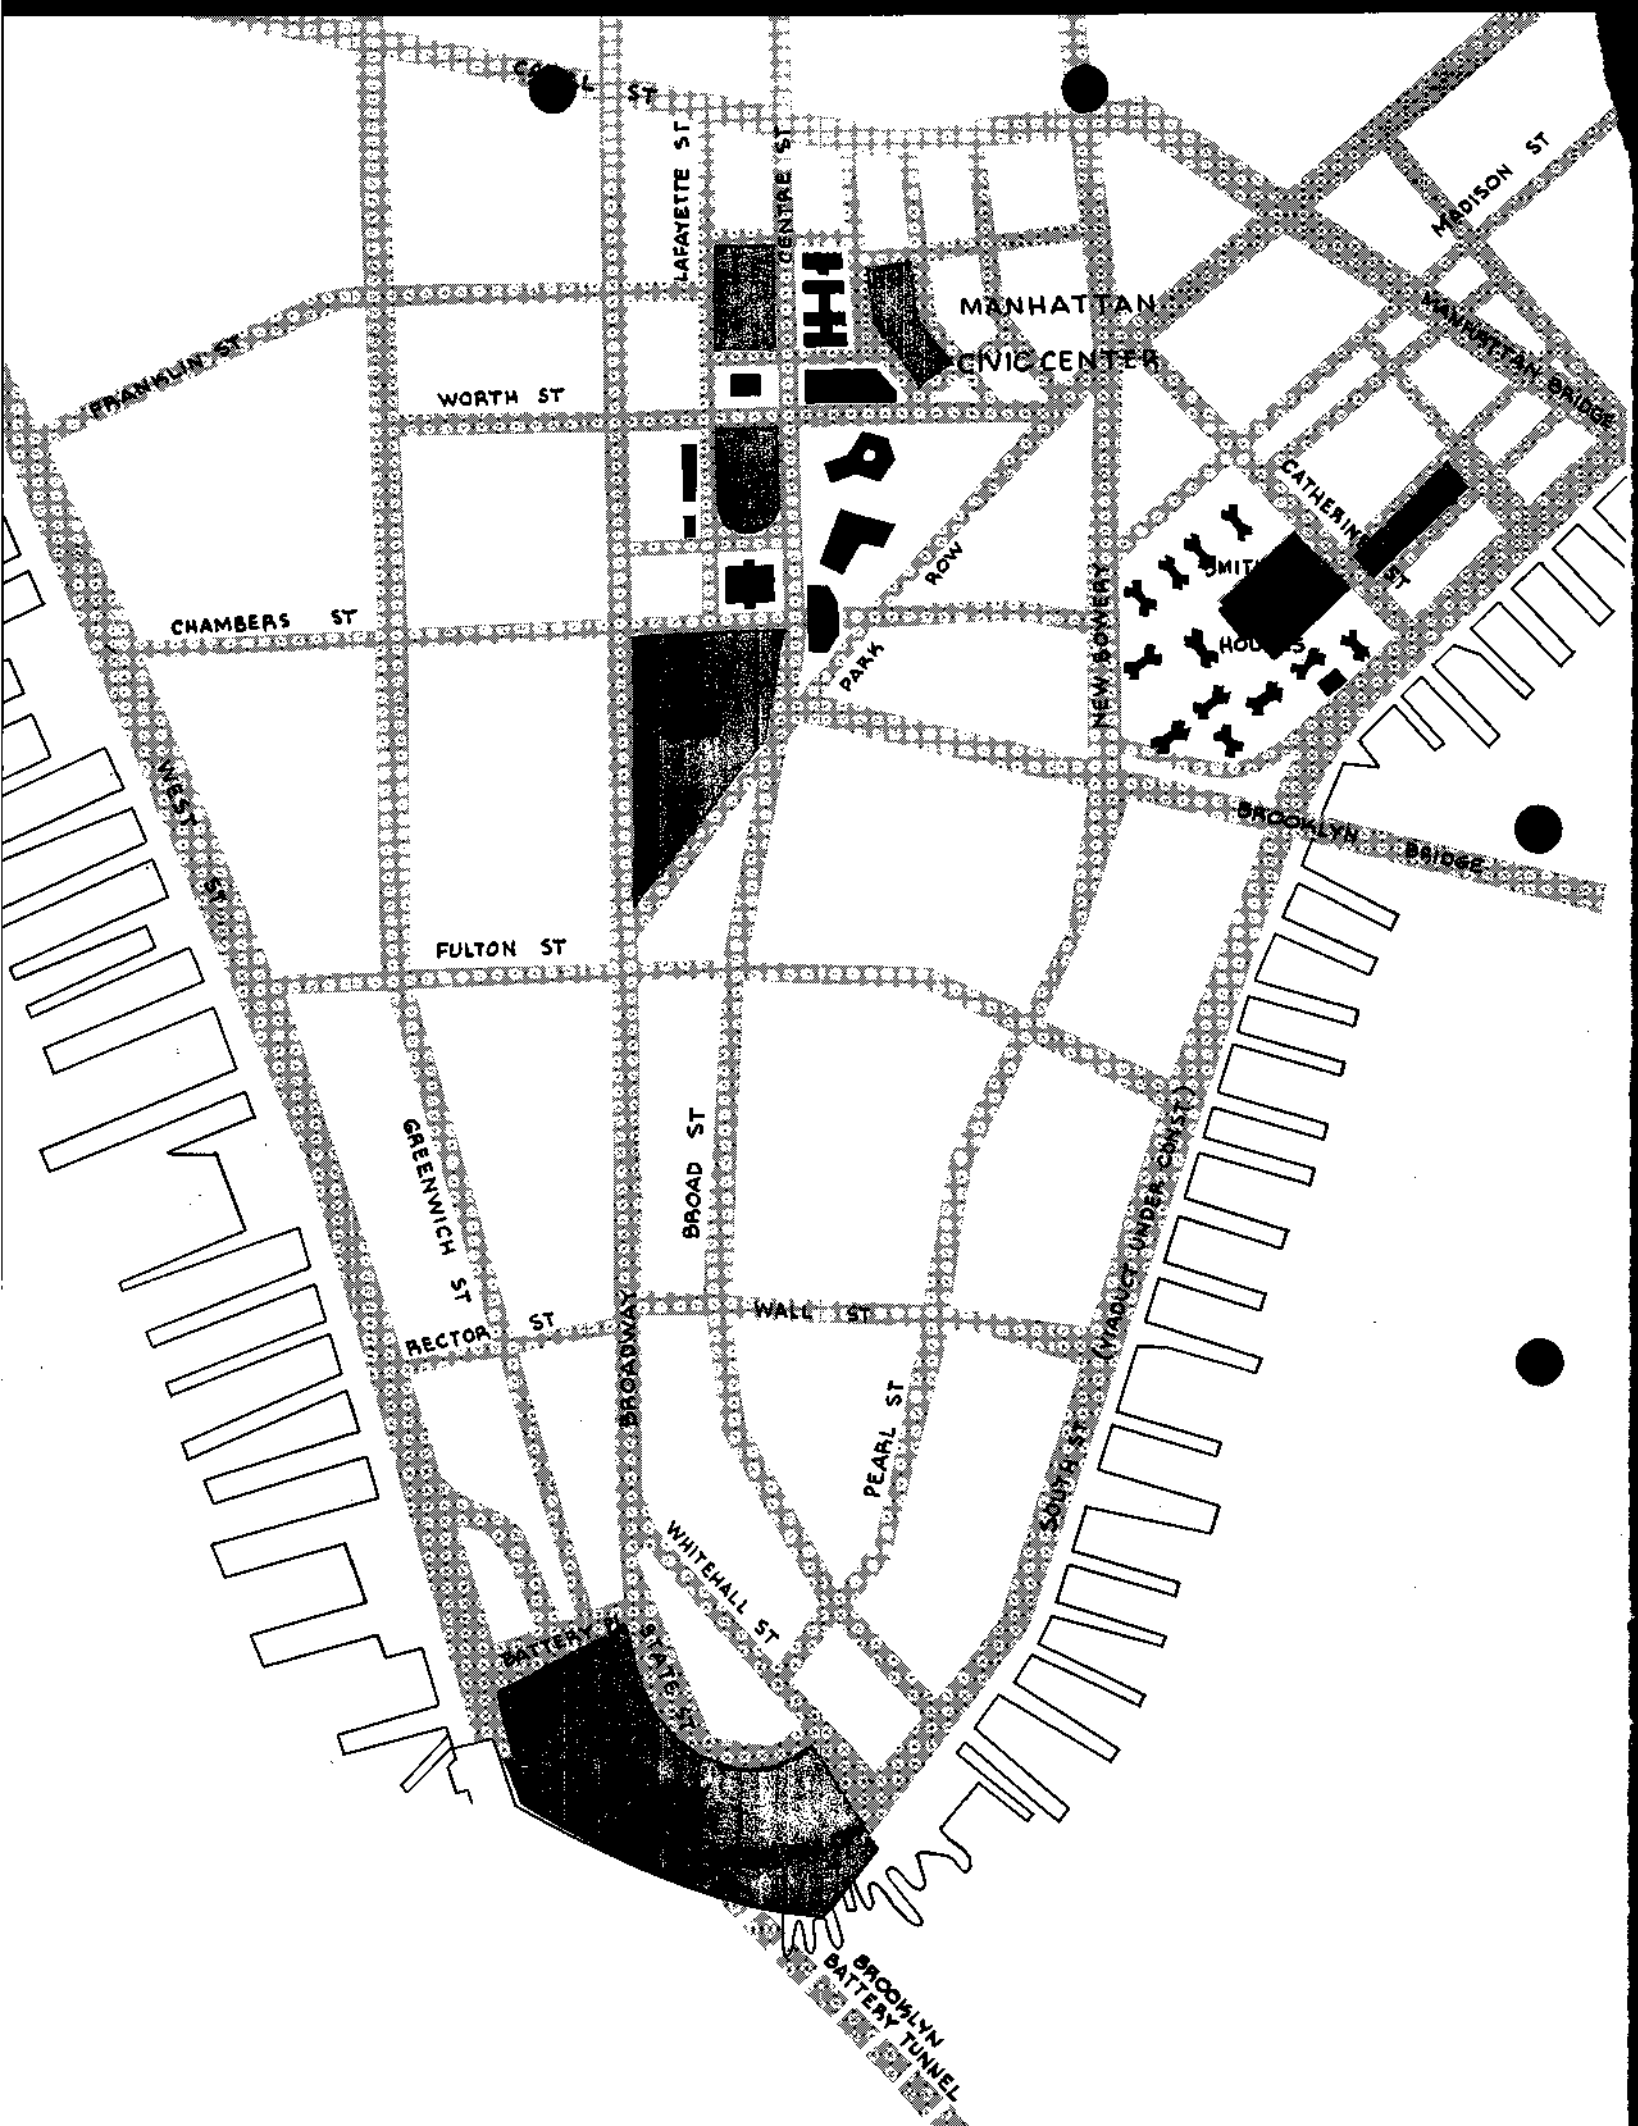 ST
LAFAYETTE ST
CENTRE ST
MADISON ST
MANHATTAN
CIVIC CENTER
MANHATTAN BRIDGE
FRANKLIN ST
WORTH ST
CATHERINE ST
ROW
PARK
CHAMBERS ST
NEW BOWERY
WEST ST
BROOKLYN BRIDGE
FULTON ST
GREENWICH ST
BROAD ST
(VIADUCT UNDER CONST.)
RECTOR ST
WALL ST
BROADWAY
PEARL ST
SOUTH ST
WHITEHALL ST
BATTERY PL
STATE ST
BROOKLYN
BATTERY TUNNEL